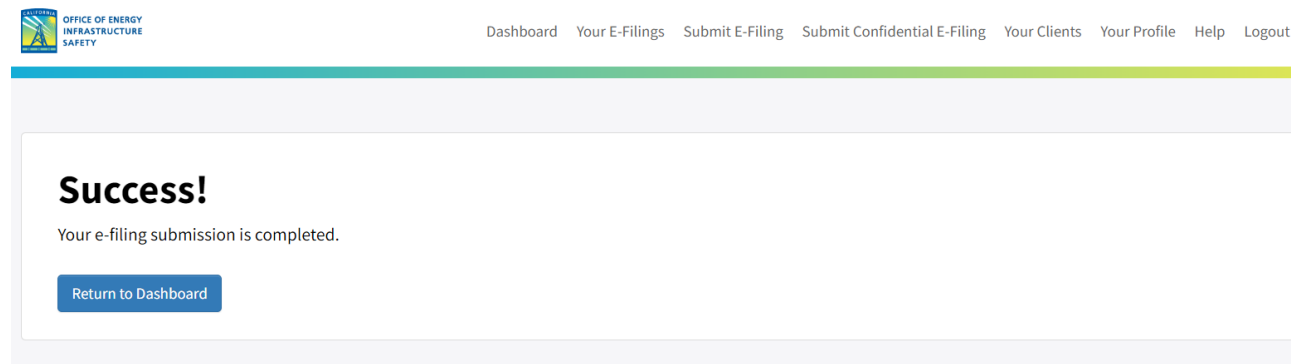 CALIFORNIA
OFFICE OF ENERGY
INFRASTRUCTURE
SAFETY
Dashboard Your E-Filings Submit E-Filing Submit Confidential E-Filing Your Clients Your Profile Help Logout
Success!
Your e-filing submission is completed.
Return to Dashboard